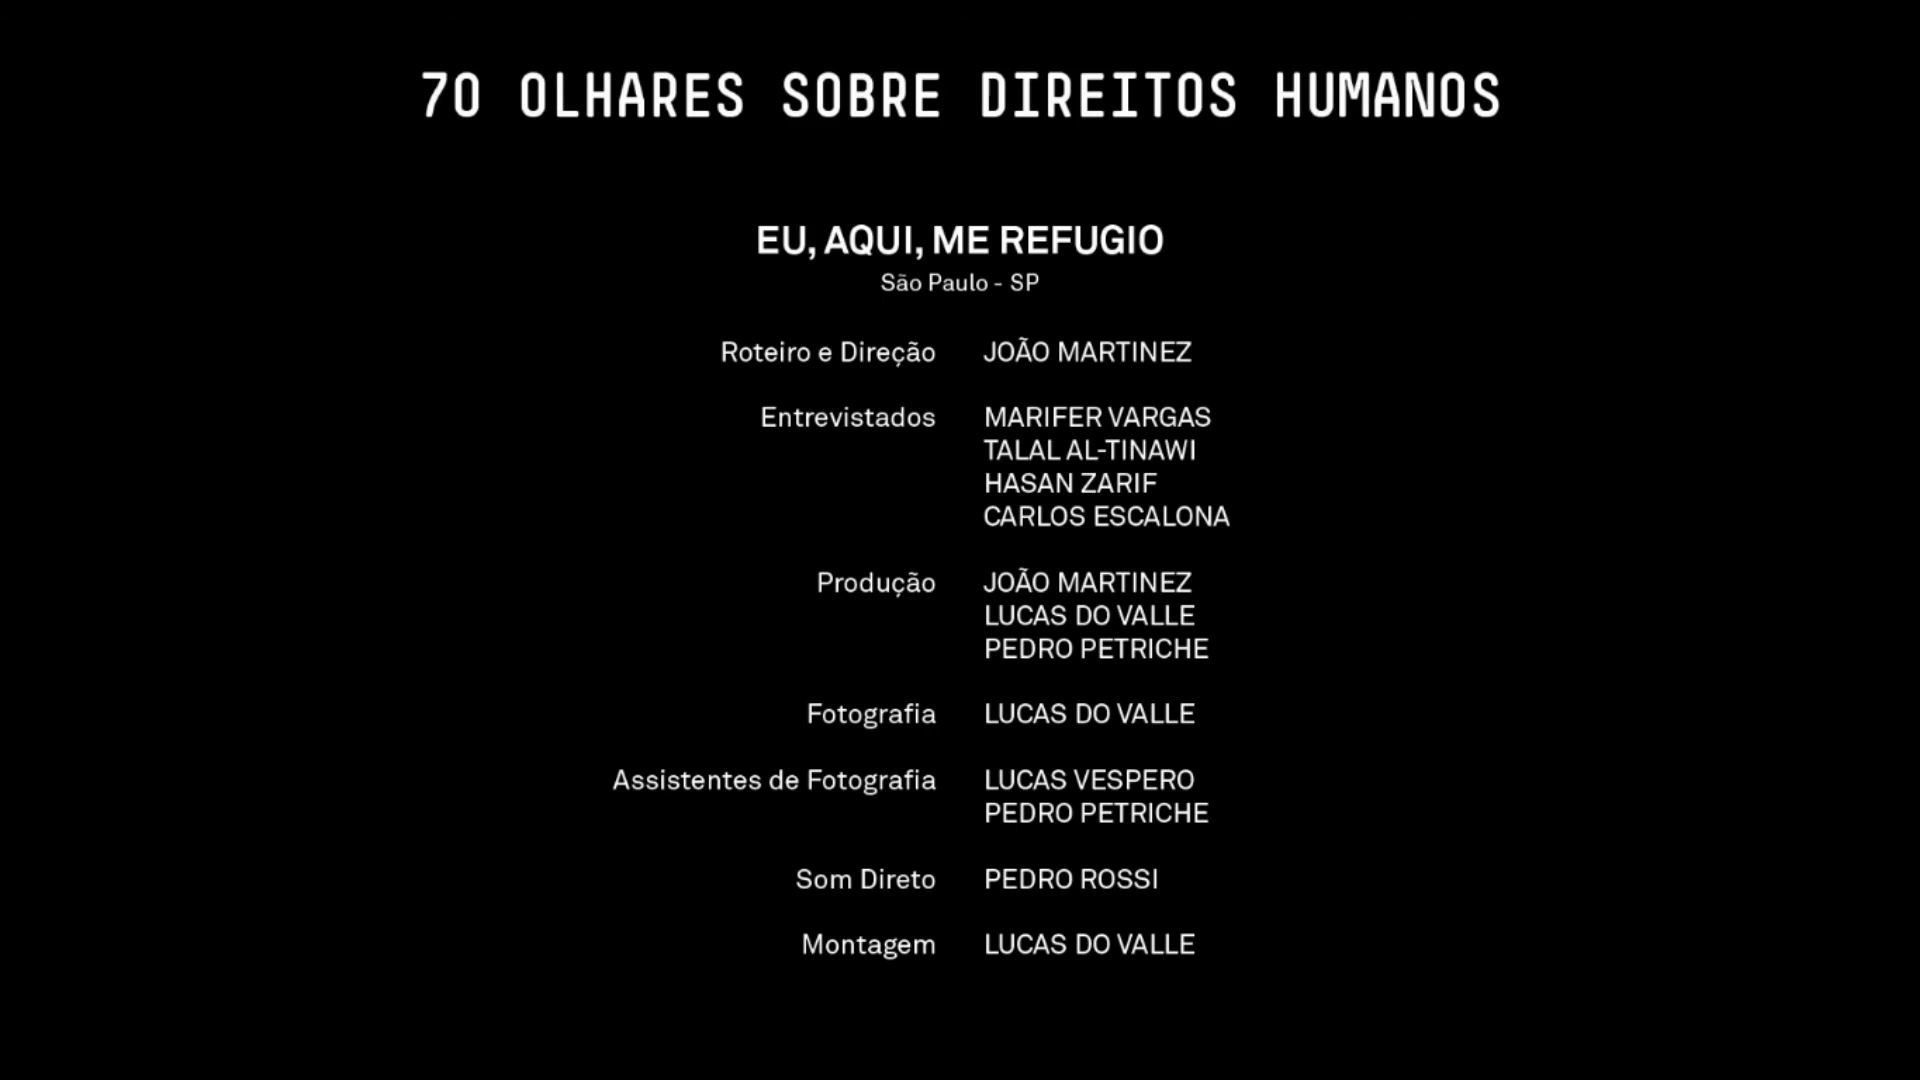 70 OLHARES SOBRE DIREITOS HUMANOS
EU, AQUI, ME REFUGIO
São Paulo - SP
Roteiro e Direção JOÃO MARTINEZ
Entrevistados MARIFER VARGAS
TALAL AL-TINAWI
HASAN ZARIF
CARLOS ESCALONA
Produção JOÃO MARTINEZ
LUCAS DO VALLE
PEDRO PETRICHE
Fotografia LUCAS DO VALLE
Assistentes de Fotografia LUCAS VESPERO
PEDRO PETRICHE
Som Direto PEDRO ROSSI
Montagem LUCAS DO VALLE